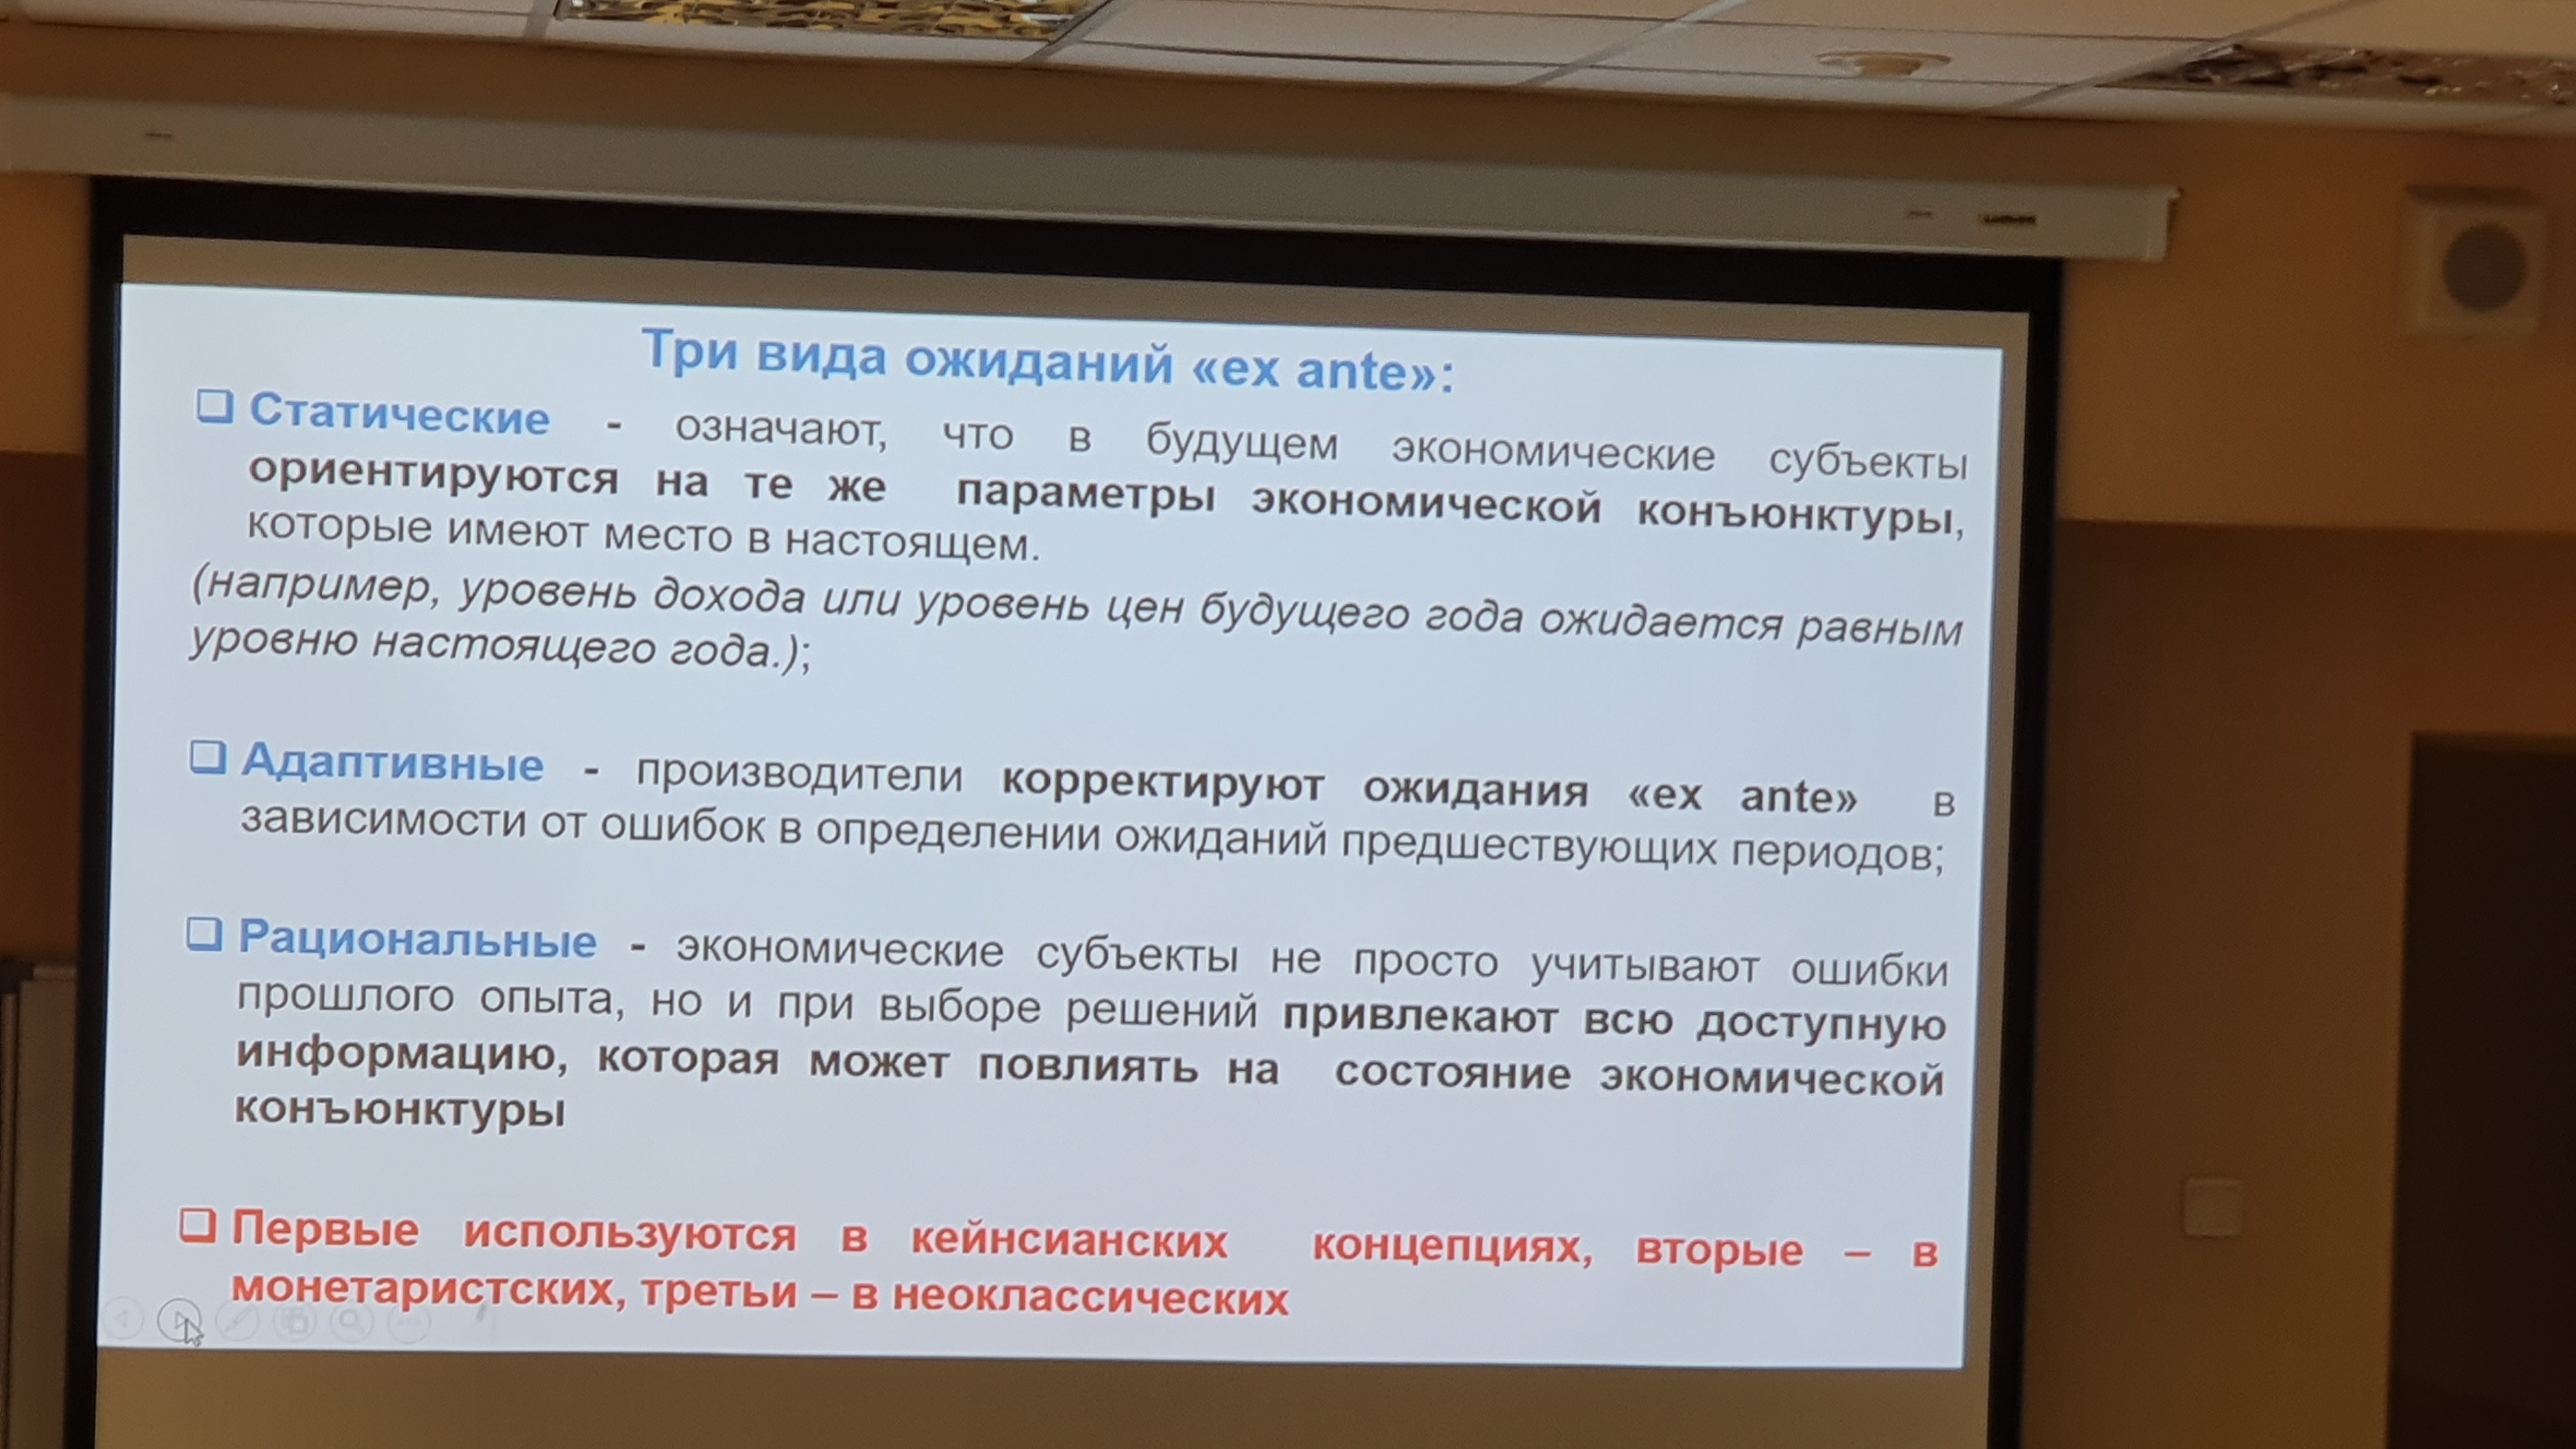 Три вида ожиданий «ex ante»:
❑ Статические - означают, что в будущем экономические субъекты
ориентируются на те же параметры экономической конъюнктуры,
которые имеют место в настоящем.
(например, уровень дохода или уровень цен будущего года ожидается равным
уровню настоящего года.);
❑ Адаптивные - производители корректируют ожидания «ex ante» в
зависимости от ошибок в определении ожиданий предшествующих периодов;
❑ Рациональные - экономические субъекты не просто учитывают ошибки
прошлого опыта, но и при выборе решений привлекают всю доступную
информацию, которая может повлиять на состояние экономической
конъюнктуры
❑ Первые используются в кейнсианских концепциях, вторые – в
монетаристских, третьи – в неоклассических